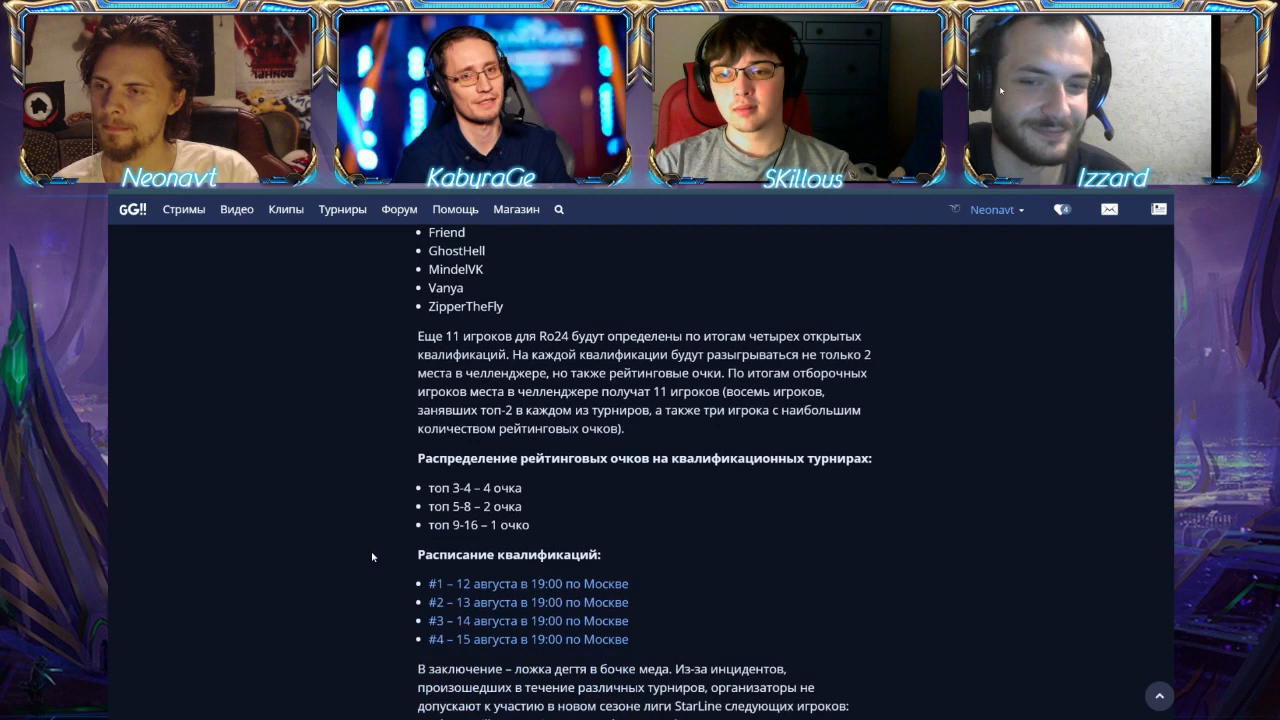 Neonavt
KabyraGe
SKillous
Izzard
GG!!
Стримы
Видео
Клипы
Турниры
Форум
Помощь
Магазин
Neonavt
4
Friend
GhostHell
MindelVK
Vanya
ZipperTheFly
Еще 11 игроков для Ro24 будут определены по итогам четырех открытых
квалификаций. На каждой квалификации будут разыгрываться не только 2
места в челленджере, но также рейтинговые очки. По итогам отборочных
игроков места в челленджере получат 11 игроков (восемь игроков,
занявших топ-2 в каждом из турниров, а также три игрока с наибольшим
количеством рейтинговых очков).
Распределение рейтинговых очков на квалификационных турнирах:
топ 3-4 – 4 очка
топ 5-8 – 2 очка
топ 9-16 – 1 очко
Расписание квалификаций:
#1 – 12 августа в 19:00 по Москве
#2 – 13 августа в 19:00 по Москве
#3 – 14 августа в 19:00 по Москве
#4 – 15 августа в 19:00 по Москве
В заключение – ложка дегтя в бочке меда. Из-за инцидентов,
произошедших в течение различных турниров, организаторы не
допускают к участию в новом сезоне лиги StarLine следующих игроков: